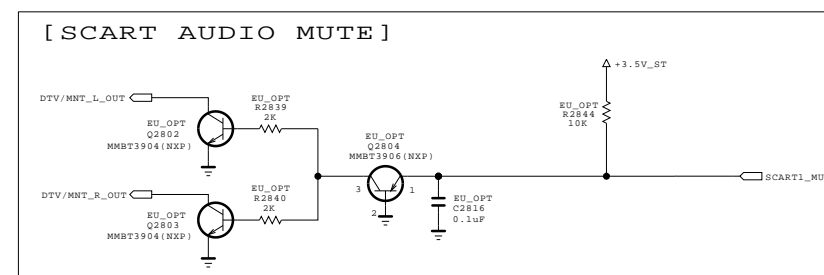 [SCART AUDIO MUTE]
+3.5V_ST
DTV/MNT_L_OUT
EU_OPT
R2839
2K
EU_OPT
R2844
10K
EU_OPT
Q2802
MMBT3904(NXP)
EU_OPT
Q2804
MMBT3906(NXP)
3
1
2
SCART1_MU
DTV/MNT_R_OUT
EU_OPT
R2840
2K
EU_OPT
C2816
0.1uF
EU_OPT
Q2803
MMBT3904(NXP)